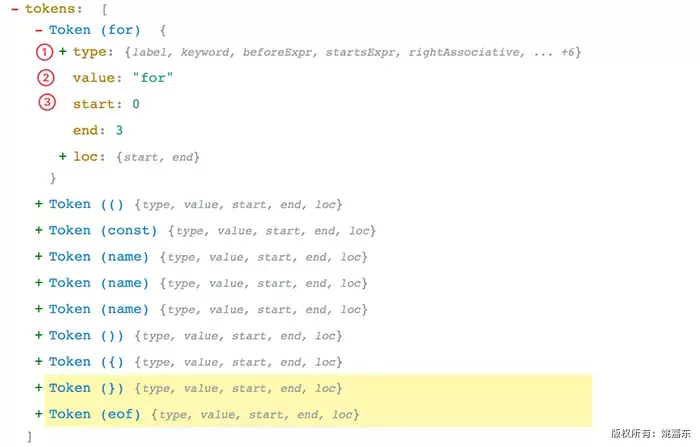 - tokens: [
- Token (for) {
① + type: {label, keyword, beforeExpr, startsExpr, rightAssociative, ... +6}
② value: "for"
③ start: 0
end: 3
+ loc: {start, end}
}
+ Token (() {type, value, start, end, loc}
+ Token (const) {type, value, start, end, loc}
+ Token (name) {type, value, start, end, loc}
+ Token (name) {type, value, start, end, loc}
+ Token (name) {type, value, start, end, loc}
+ Token ()) {type, value, start, end, loc}
+ Token ({) {type, value, start, end, loc}
+ Token (}) {type, value, start, end, loc}
+ Token (eof) {type, value, start, end, loc}
]
版权所有：姚嘉东